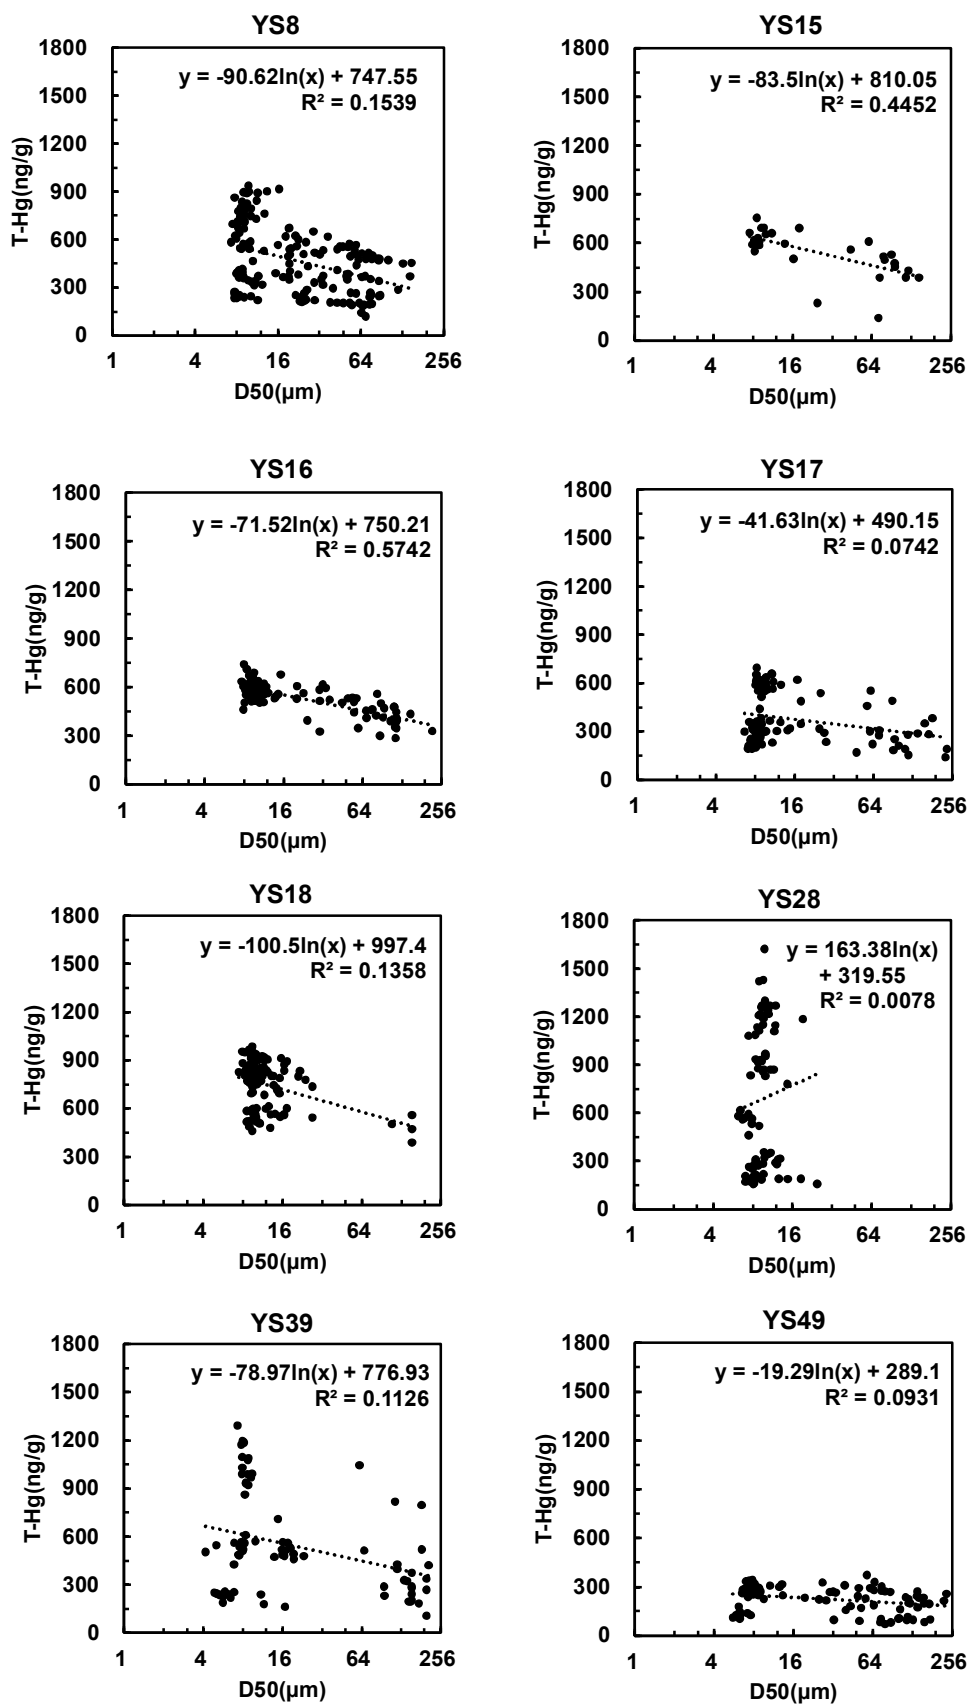 YS8
y = -90.62ln(x) + 747.55
R² = 0.1539
T-Hg(ng/g)
1800
1500
1200
900
600
300
0
1 4 16 64 256
D50(µm)
YS15
y = -83.5ln(x) + 810.05
R² = 0.4452
T-Hg(ng/g)
1800
1500
1200
900
600
300
0
1 4 16 64 256
D50(µm)
YS16
y = -71.52ln(x) + 750.21
R² = 0.5742
T-Hg(ng/g)
1800
1500
1200
900
600
300
0
1 4 16 64 256
D50(µm)
YS17
y = -41.63ln(x) + 490.15
R² = 0.0742
T-Hg(ng/g)
1800
1500
1200
900
600
300
0
1 4 16 64 256
D50(µm)
YS18
y = -100.5ln(x) + 997.4
R² = 0.1358
T-Hg(ng/g)
1800
1500
1200
900
600
300
0
1 4 16 64 256
D50(µm)
YS28
y = 163.38ln(x)
+ 319.55
R² = 0.0078
T-Hg(ng/g)
1800
1500
1200
900
600
300
0
1 4 16 64 256
D50(µm)
YS39
y = -78.97ln(x) + 776.93
R² = 0.1126
T-Hg(ng/g)
1800
1500
1200
900
600
300
0
1 4 16 64 256
D50(µm)
YS49
y = -19.29ln(x) + 289.1
R² = 0.0931
T-Hg(ng/g)
1800
1500
1200
900
600
300
0
1 4 16 64 256
D50(µm)